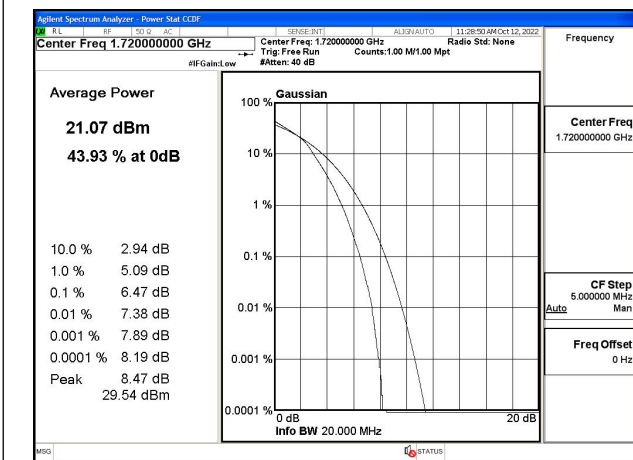 Agilent Spectrum Analyzer - Power Stat CCDF
RL RF 50 Ω AC SENSE:INT ALIGN AUTO 11:28:50 AM Oct 12, 2022
Center Freq 1.720000000 GHz
Center Freq: 1.720000000 GHz Radio Std: None
Trig: Free Run Counts:1.00 M/1.00 Mpt
#IFGain:Low #Atten: 40 dB
Frequency
Average Power
21.07 dBm
43.93 % at 0dB
10.0 % 2.94 dB
1.0 % 5.09 dB
0.1 % 6.47 dB
0.01 % 7.38 dB
0.001 % 7.89 dB
0.0001 % 8.19 dB
Peak 8.47 dB
29.54 dBm
Gaussian
100 %
10 %
1 %
0.1 %
0.01 %
0.001 %
0.0001 %
0 dB 20 dB
Info BW 20.000 MHz
Center Freq
1.720000000 GHz
CF Step
5.000000 MHz
Auto Man
Freq Offset
0 Hz
MSG STATUS